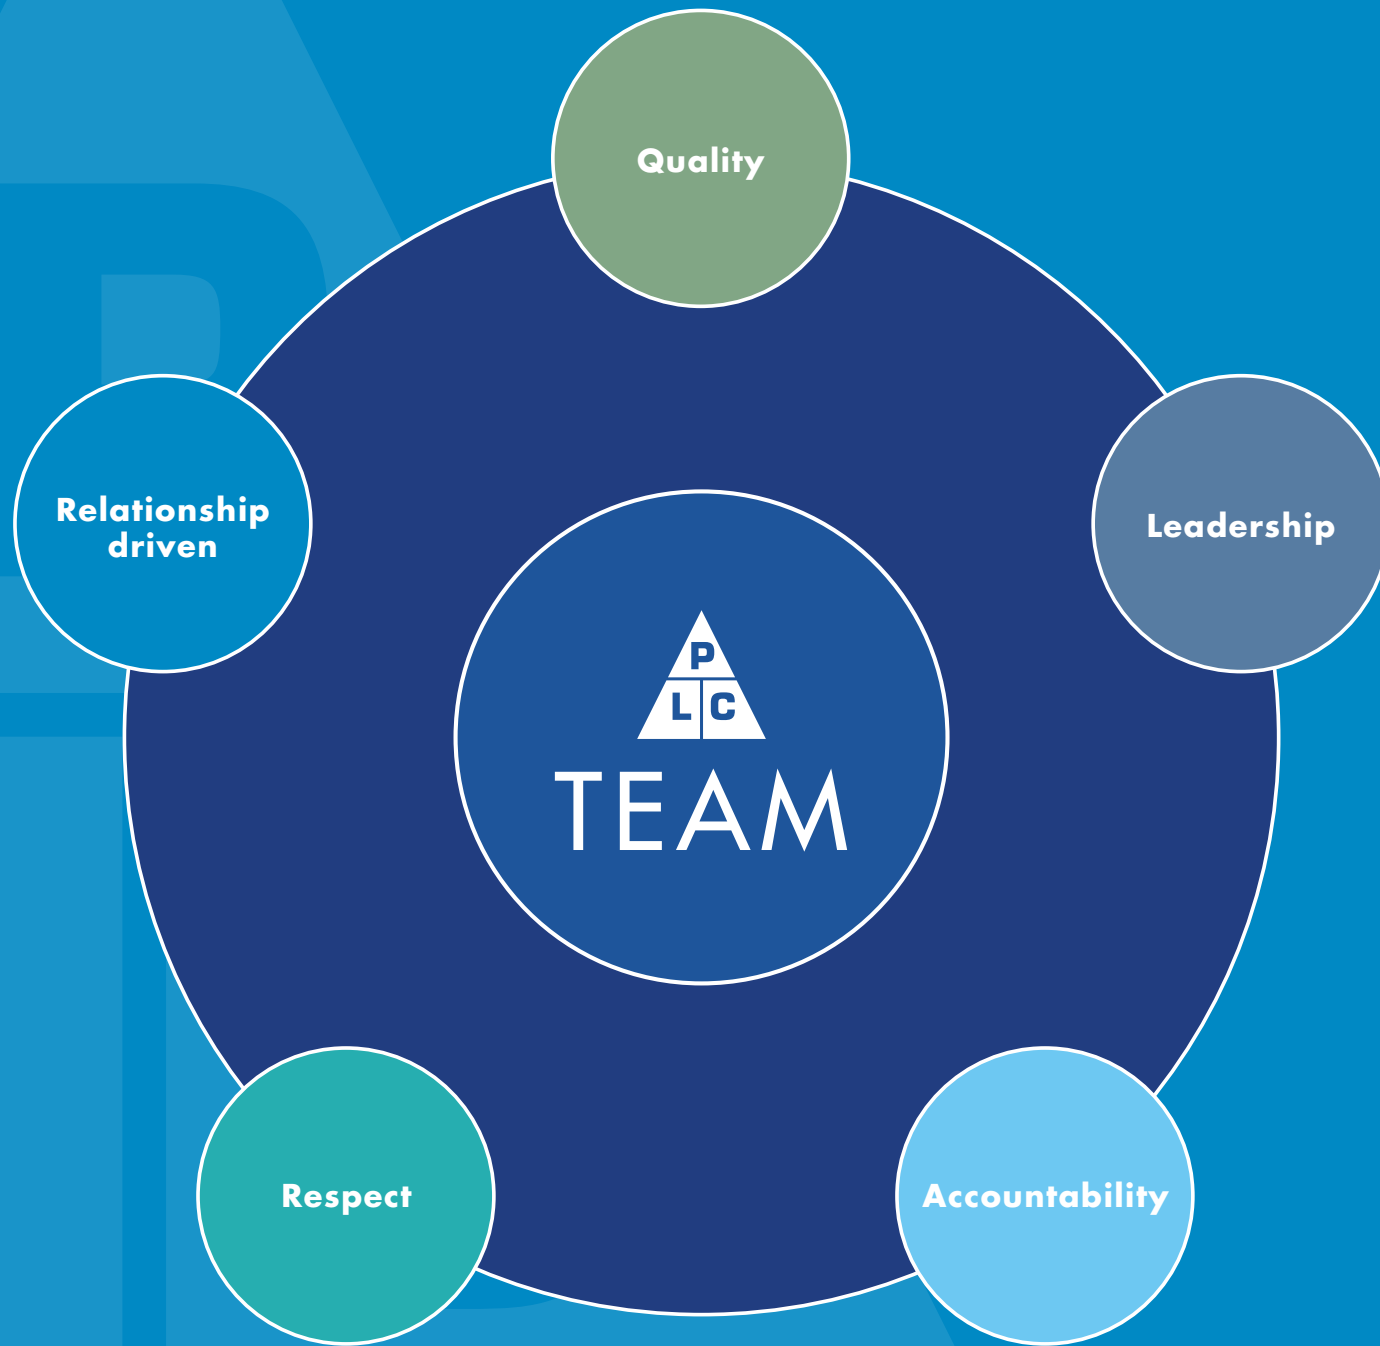 Quality
Relationship
driven
Leadership
P
L C
TEAM
Respect
Accountability